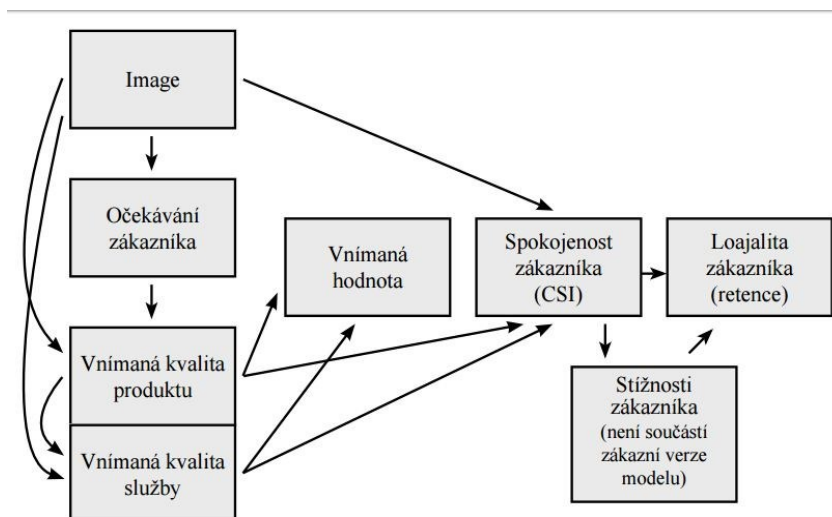 Image
Očekávání
zákazníka
Vnímaná
hodnota
Spokojenost
zákazníka
(CSI)
Loajalita
zákazníka
(retence)
Vnímaná kvalita
produktu
Vnímaná kvalita
služby
Stížnosti
zákazníka
(není součástí
zákazní verze
modelu)